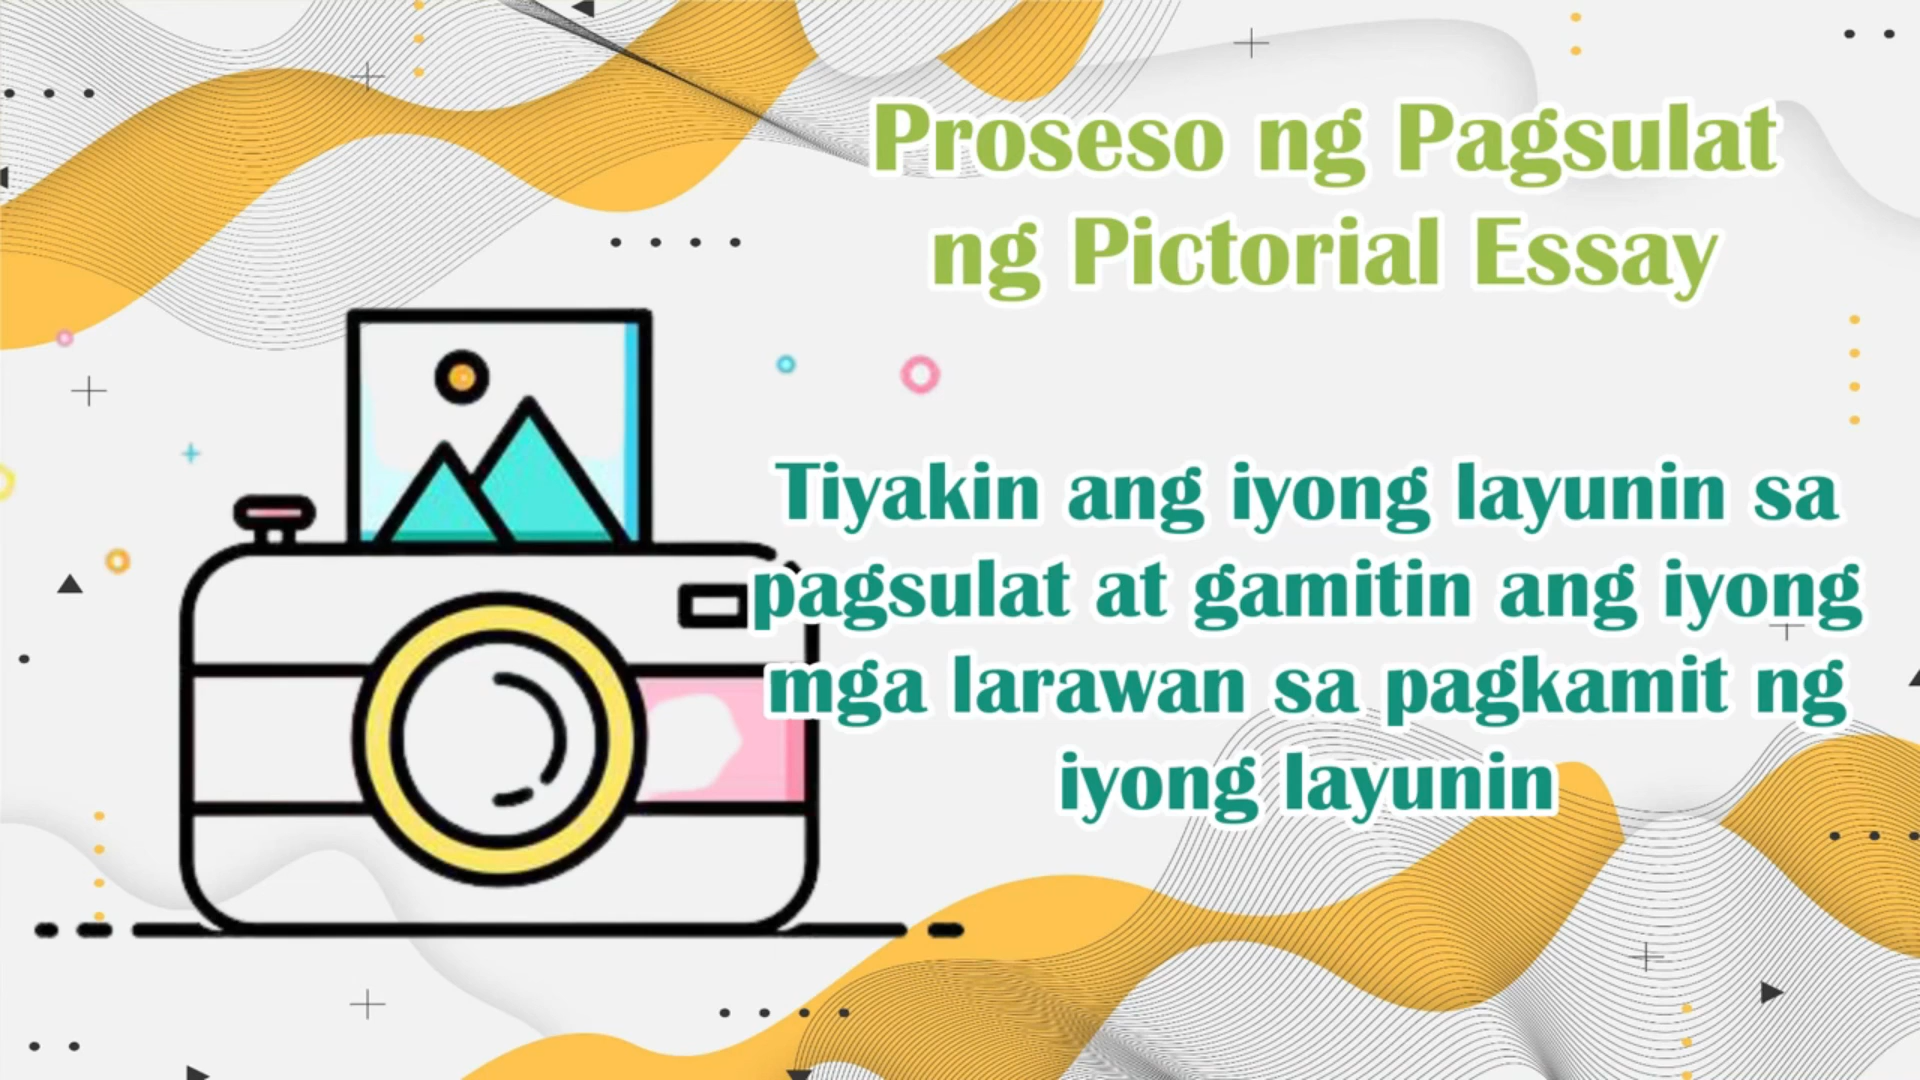 Proseso ng Pagsulat
ng Pictorial Essay
Tiyakin ang iyong layunin sa
pagsulat at gamitin ang iyong
mga larawan sa pagkamit ng
iyong layunin